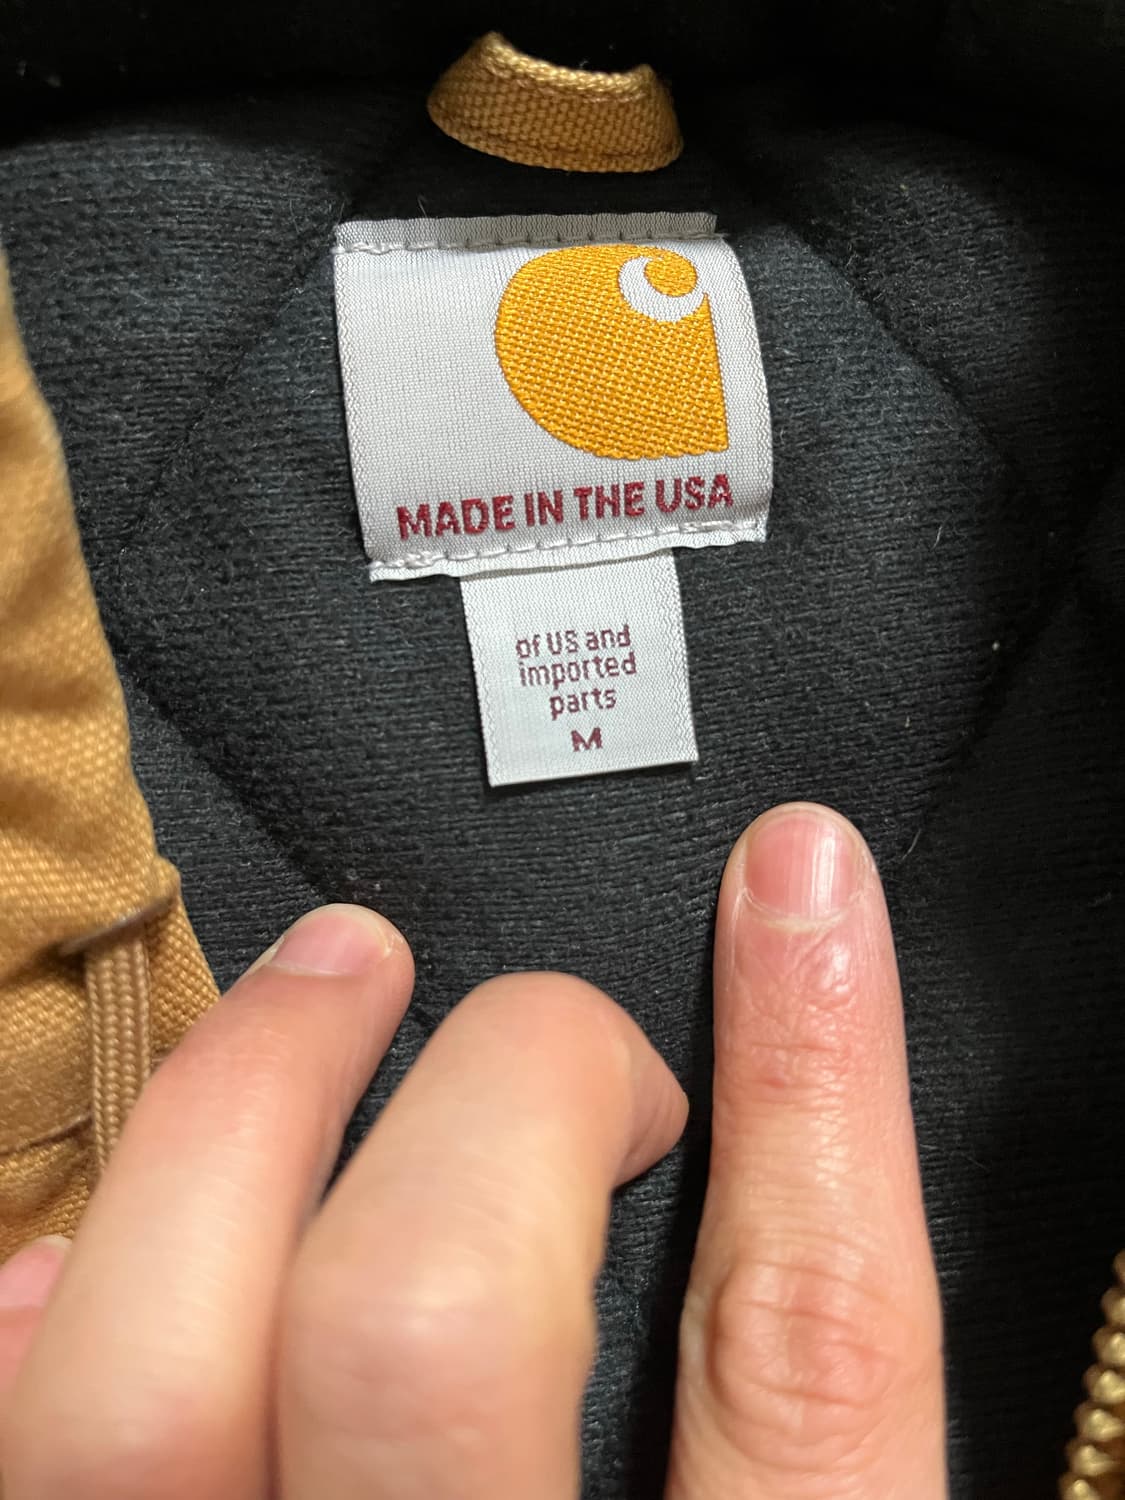 MADE IN THE USA
of US and
imported
parts
M